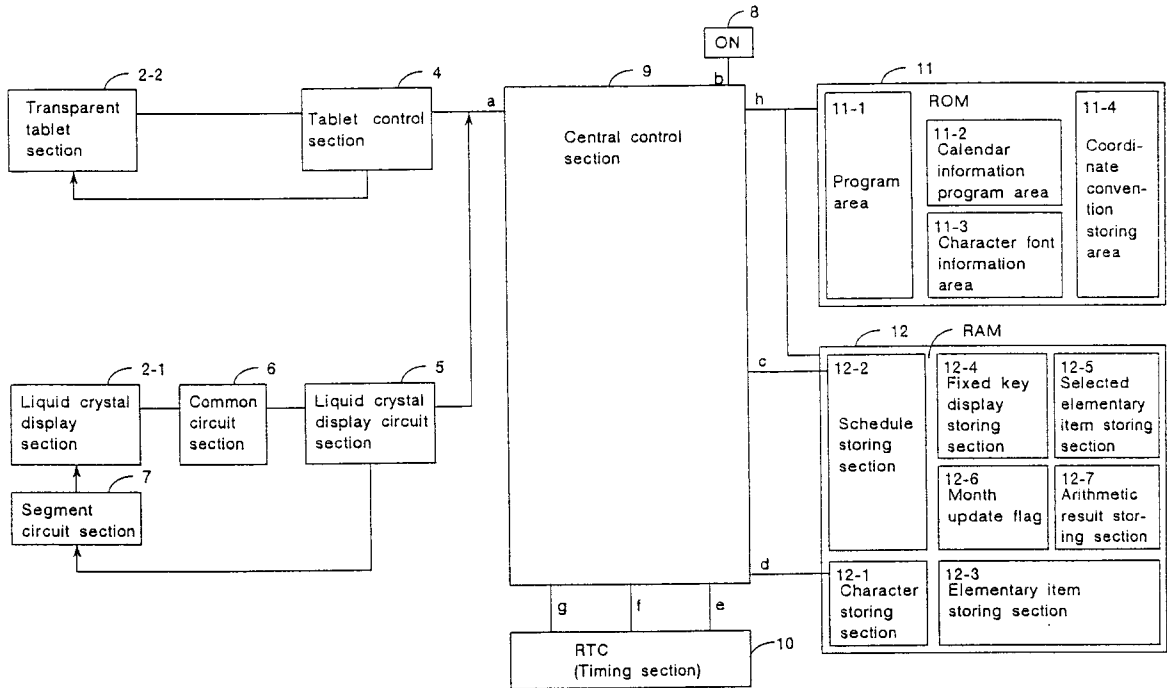 8
ON
b
2-2
Transparent
tablet
section
4
Tablet control
section
a
9
Central control
section
h
11
11-1
Program
area
ROM
11-2
Calendar
information
program area
11-3
Character font
information
area
11-4
Coordi-
nate
conven-
tion
storing
area
2-1
Liquid crystal
display
section
6
Common
circuit
section
5
Liquid crystal
display circuit
section
7
Segment
circuit section
c
12
RAM
12-2
Schedule
storing
section
12-4
Fixed key
display
storing
section
12-5
Selected
elementary
item storing
section
12-6
Month
update flag
12-7
Arithmetic
result stor-
ing section
d
12-1
Character
storing
section
12-3
Elementary item
storing section
g
f
e
RTC
(Timing section)
10